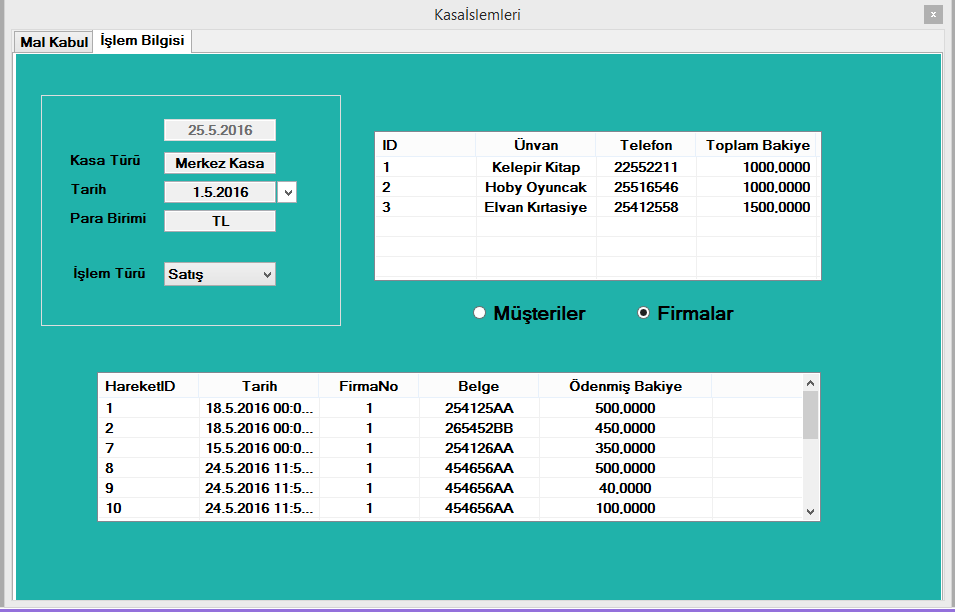 Kasaİslemleri
x
Mal Kabul İşlem Bilgisi
25.5.2016
Kasa Türü Merkez Kasa
Tarih 1.5.2016
Para Birimi TL
İşlem Türü Satış
ID Ünvan Telefon Toplam Bakiye
1 Kelepir Kitap 22552211 1000,0000
2 Hoby Oyuncak 25516546 1000,0000
3 Elvan Kırtasiye 25412558 1500,0000
Müşteriler Firmalar
HareketID Tarih FirmaNo Belge Ödenmiş Bakiye
1 18.5.2016 00:0... 1 254125AA 500,0000
2 18.5.2016 00:0... 1 265452BB 450,0000
7 15.5.2016 00:0... 1 254126AA 350,0000
8 24.5.2016 11:5... 1 454656AA 500,0000
9 24.5.2016 11:5... 1 454656AA 40,0000
10 24.5.2016 11:5... 1 454656AA 100,0000